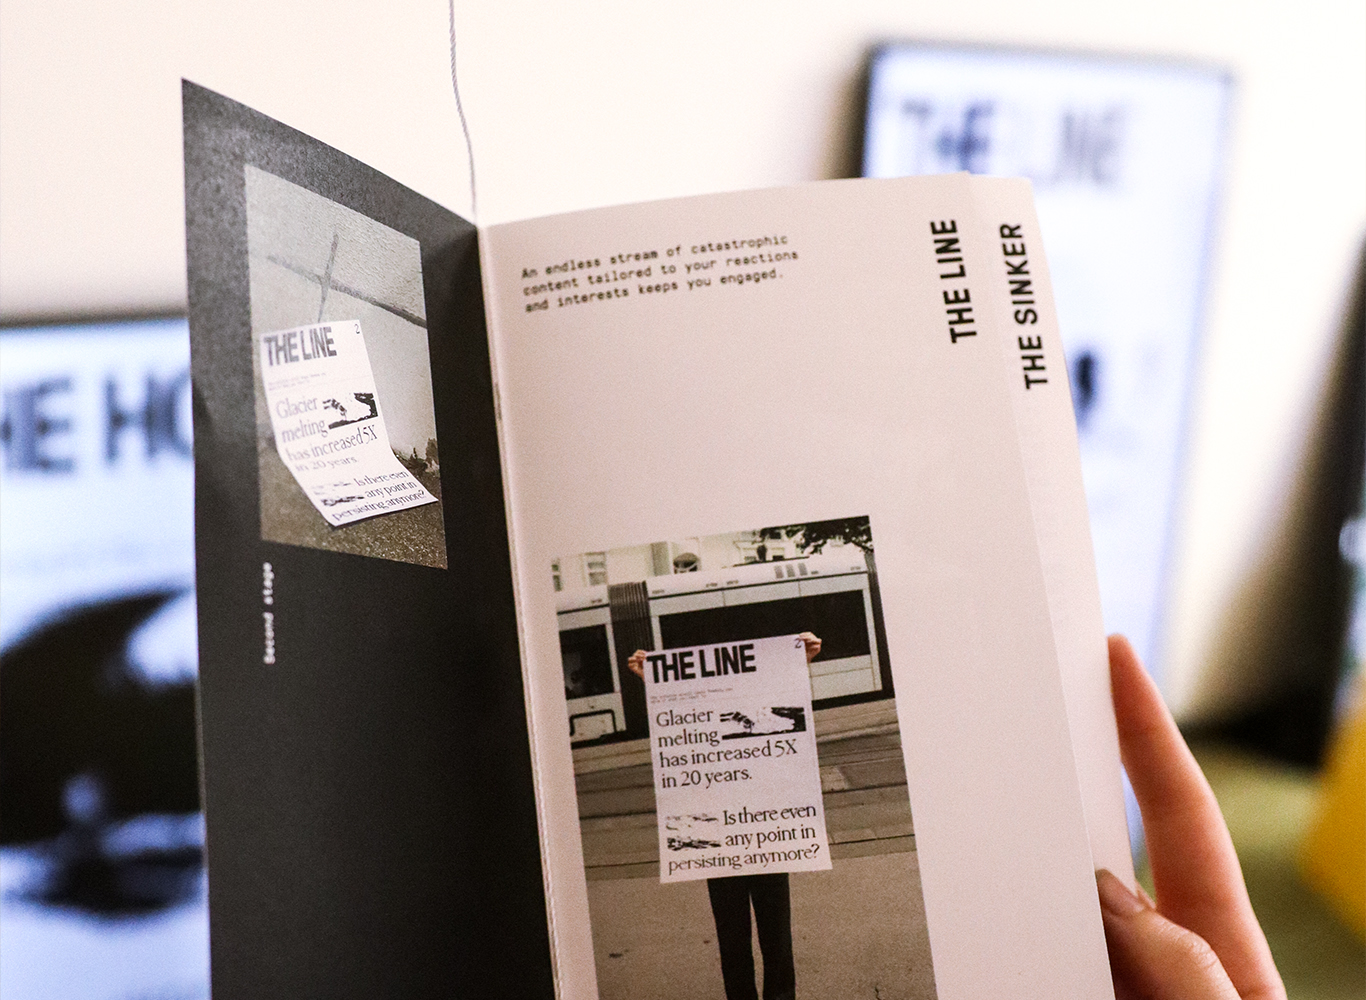 THE LINE
2
Glacier
melting
has increased 5X
in 20 years.
Is there even
any point in
persisting anymore?
Second stage
An endless stream of catastrophic
content tailored to your reactions
and interests keeps you engaged.
THE LINE
THE SINKER
THE LINE
2
Glacier
melting
has increased 5X
in 20 years.
Is there even
any point in
persisting anymore?
THE LINE
HE HO